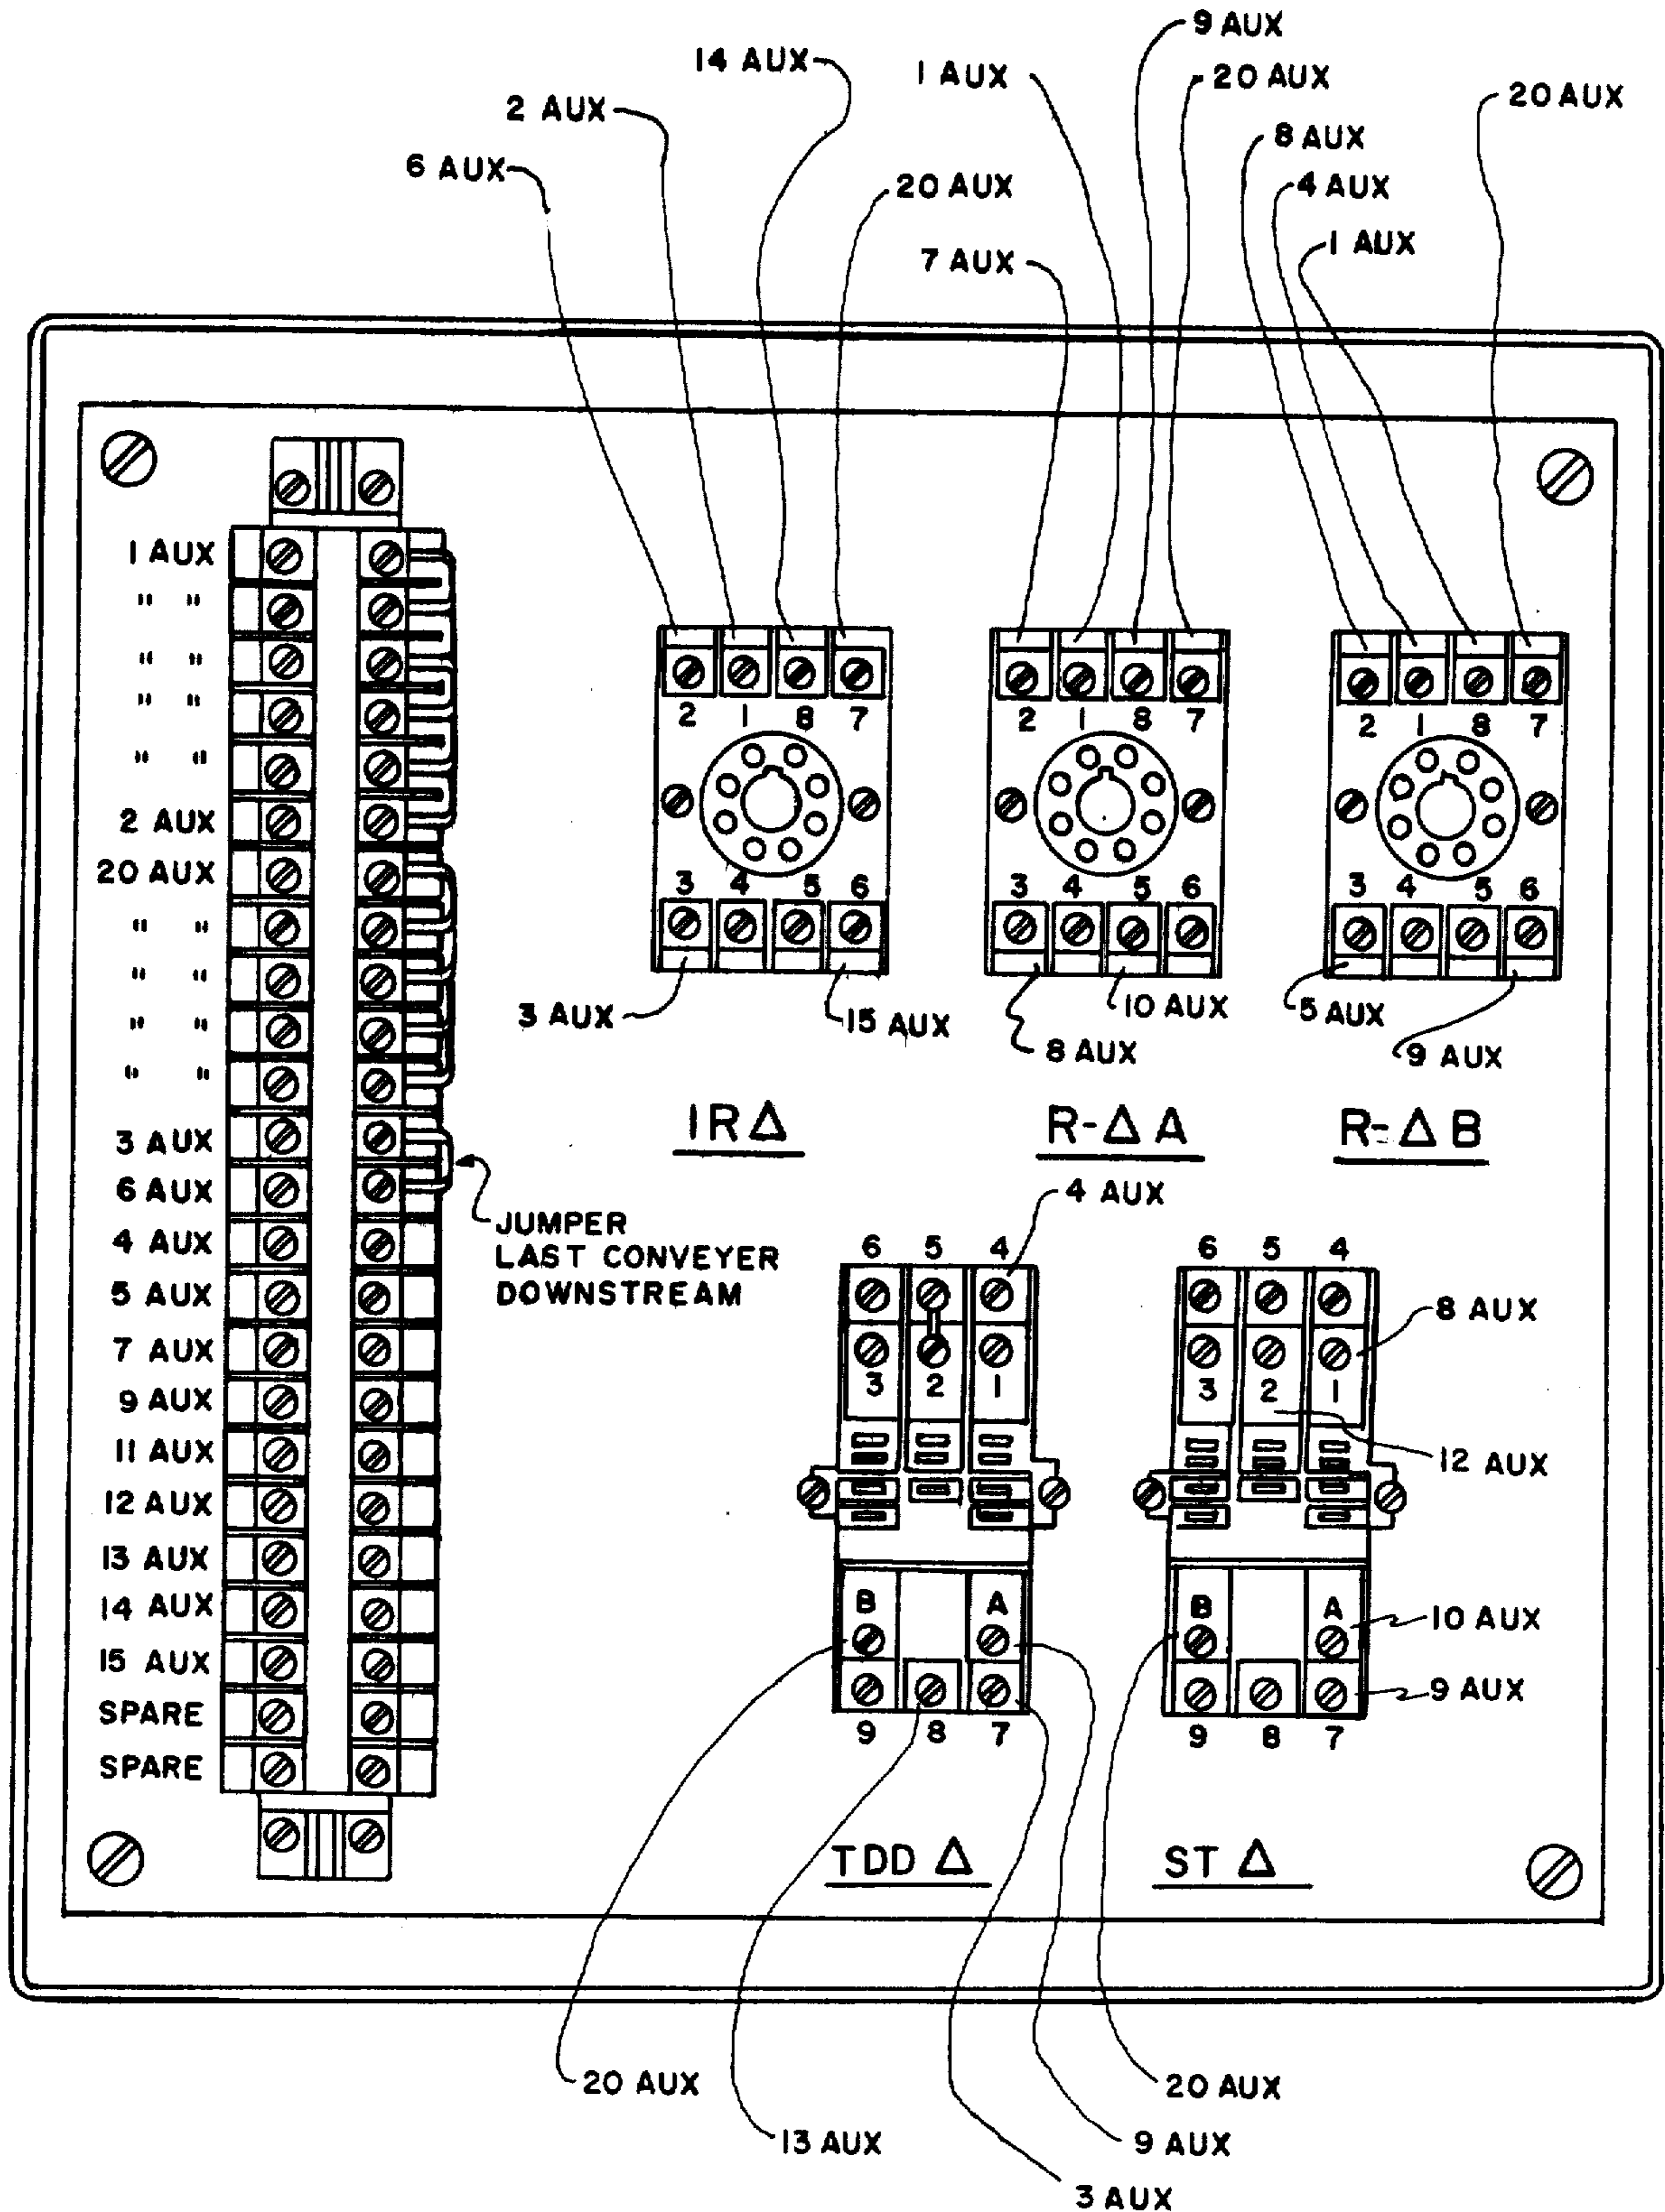 9 AUX
14 AUX
1 AUX
20 AUX
20 AUX
2 AUX
8 AUX
6 AUX
20 AUX
4 AUX
7 AUX
1 AUX
1 AUX
" "
" "
" "
" "
2 AUX
20 AUX
" "
" "
" "
" "
3 AUX
6 AUX
4 AUX
5 AUX
7 AUX
9 AUX
11 AUX
12 AUX
13 AUX
14 AUX
15 AUX
SPARE
SPARE
JUMPER
LAST CONVEYER
DOWNSTREAM
2 1 8 7
3 4 5 6
3 AUX
15 AUX
IR Δ
2 1 8 7
3 4 5 6
8 AUX
10 AUX
R-Δ A
2 1 8 7
3 4 5 6
5 AUX
9 AUX
R-Δ B
4 AUX
6 5 4
3 2 1
B A
9 8 7
TDD Δ
6 5 4
8 AUX
3 2 1
12 AUX
B A
10 AUX
9 AUX
9 8 7
ST Δ
20 AUX
20 AUX
13 AUX
9 AUX
3 AUX